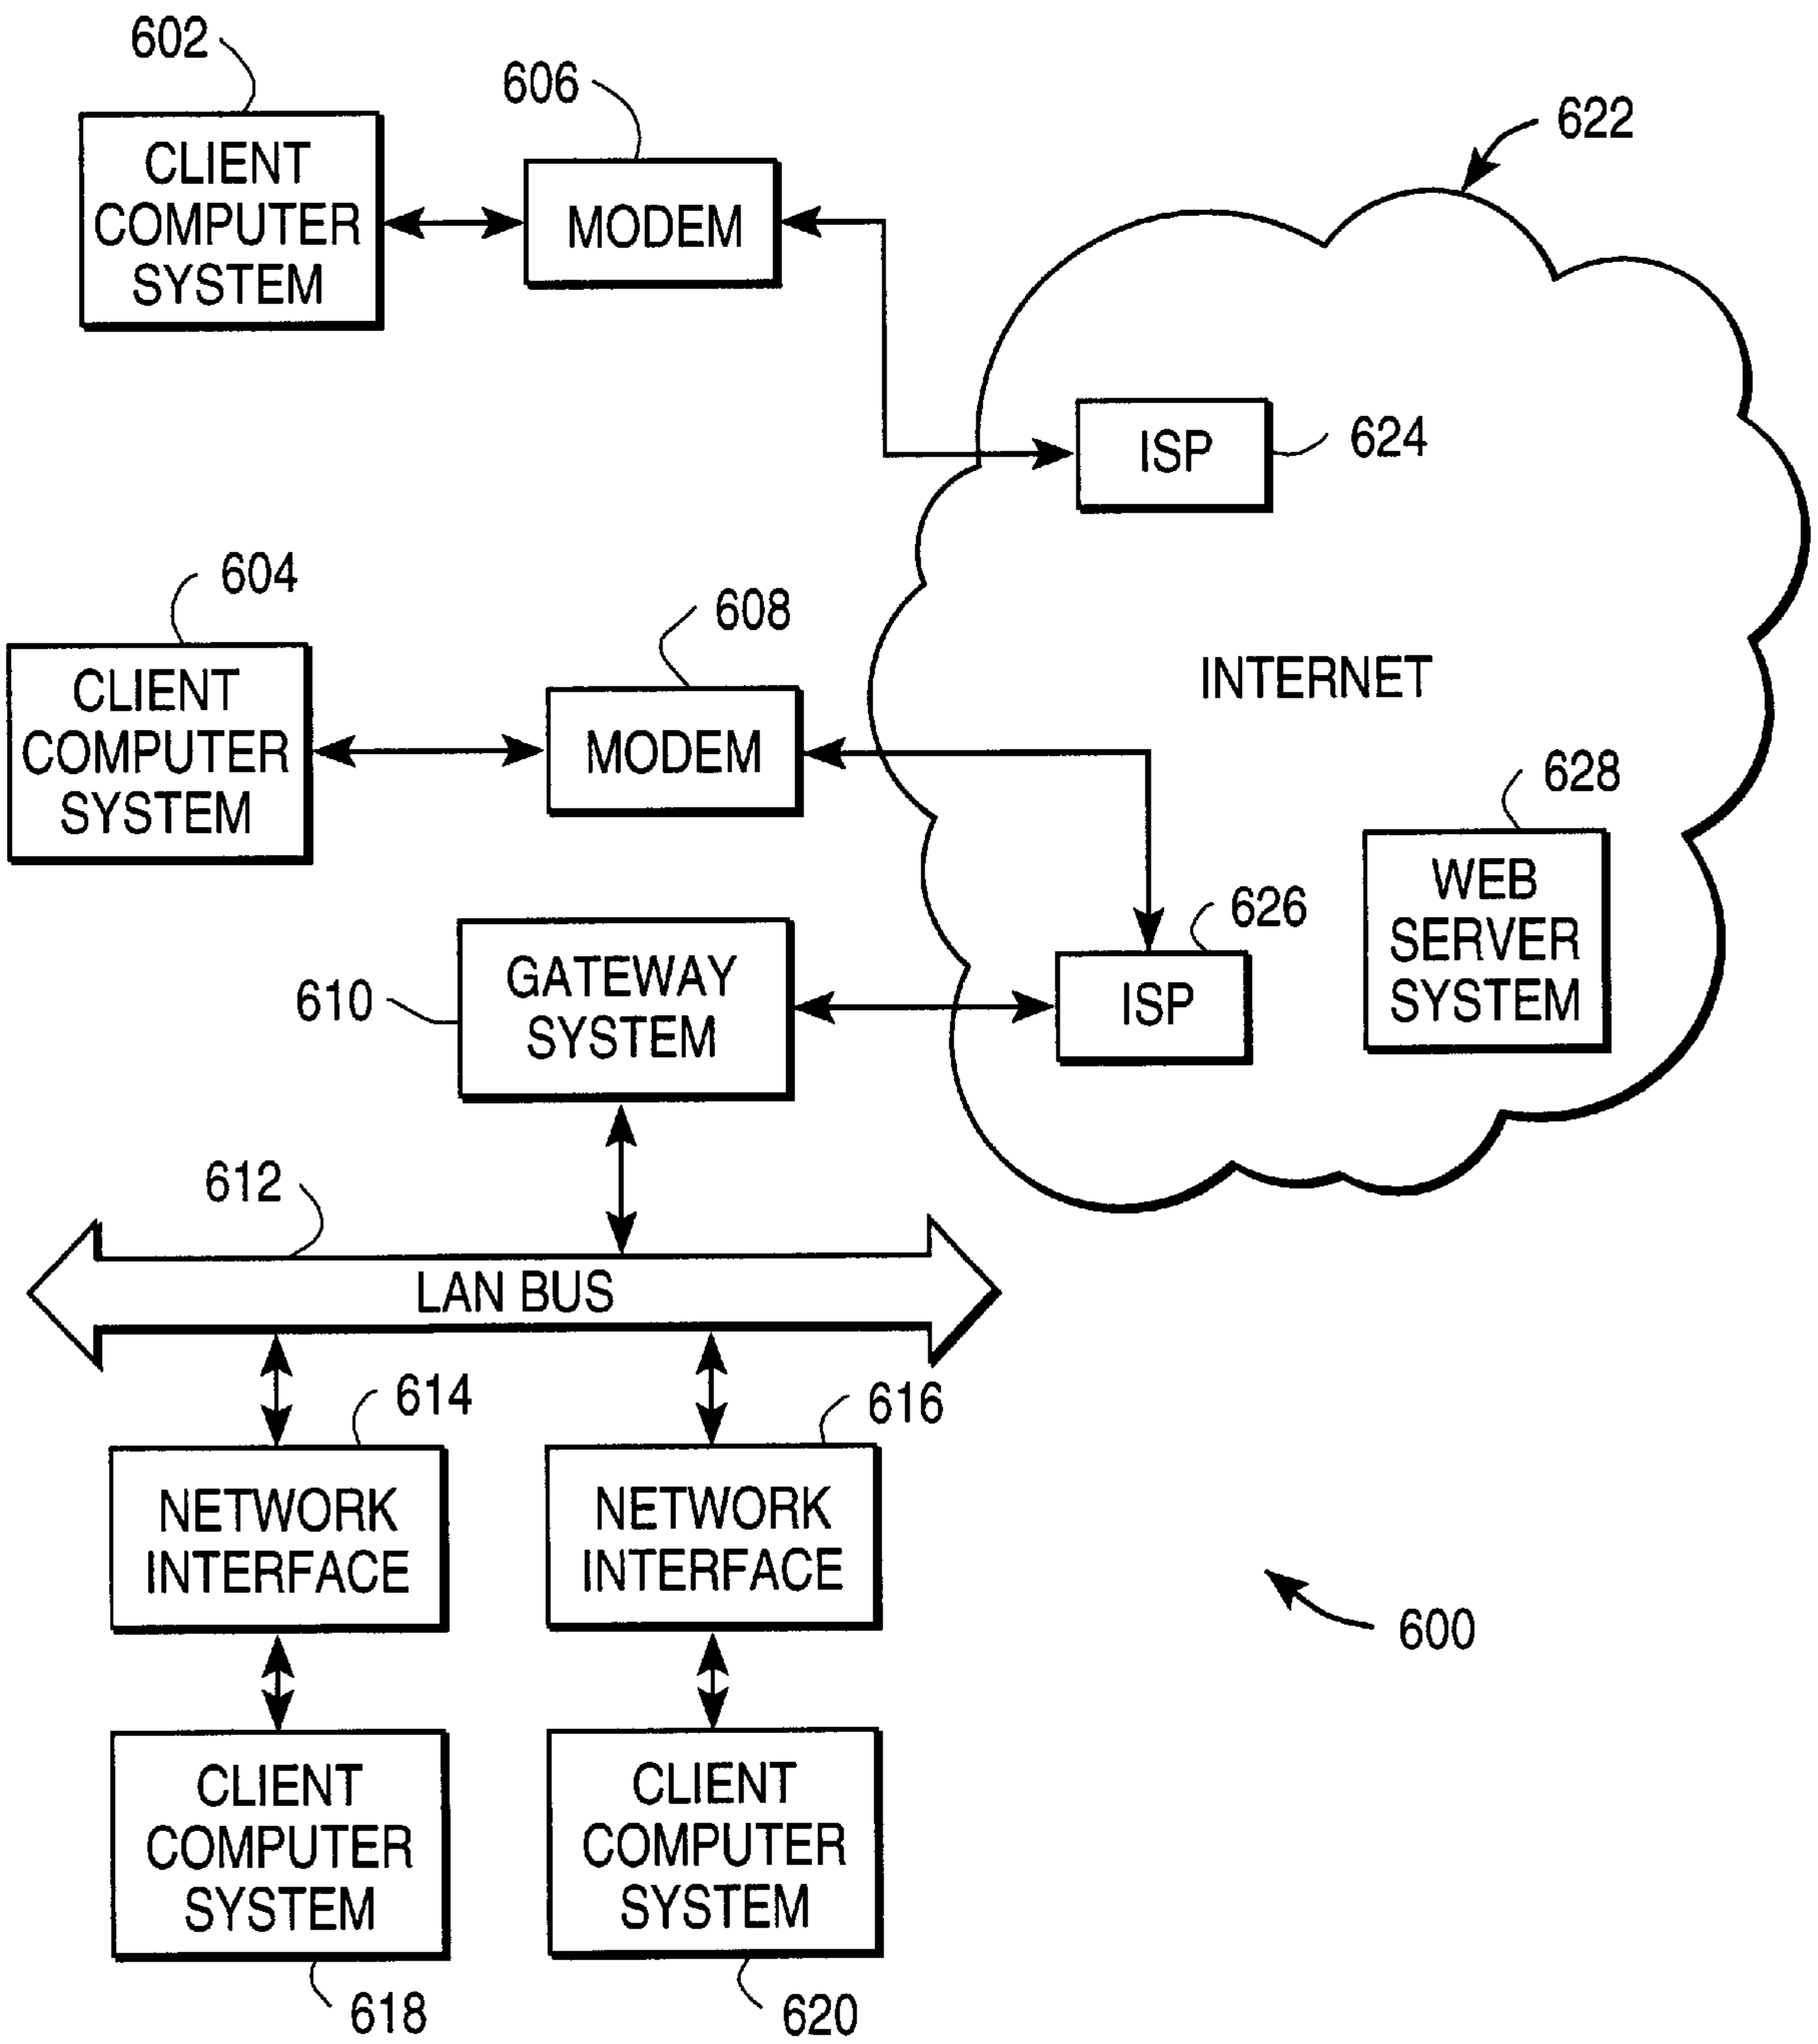 602
606
622
CLIENT
COMPUTER
SYSTEM
MODEM
ISP
624
604
608
CLIENT
COMPUTER
SYSTEM
MODEM
INTERNET
628
WEB
SERVER
SYSTEM
626
ISP
610
GATEWAY
SYSTEM
612
LAN BUS
614
616
NETWORK
INTERFACE
NETWORK
INTERFACE
600
CLIENT
COMPUTER
SYSTEM
CLIENT
COMPUTER
SYSTEM
618
620